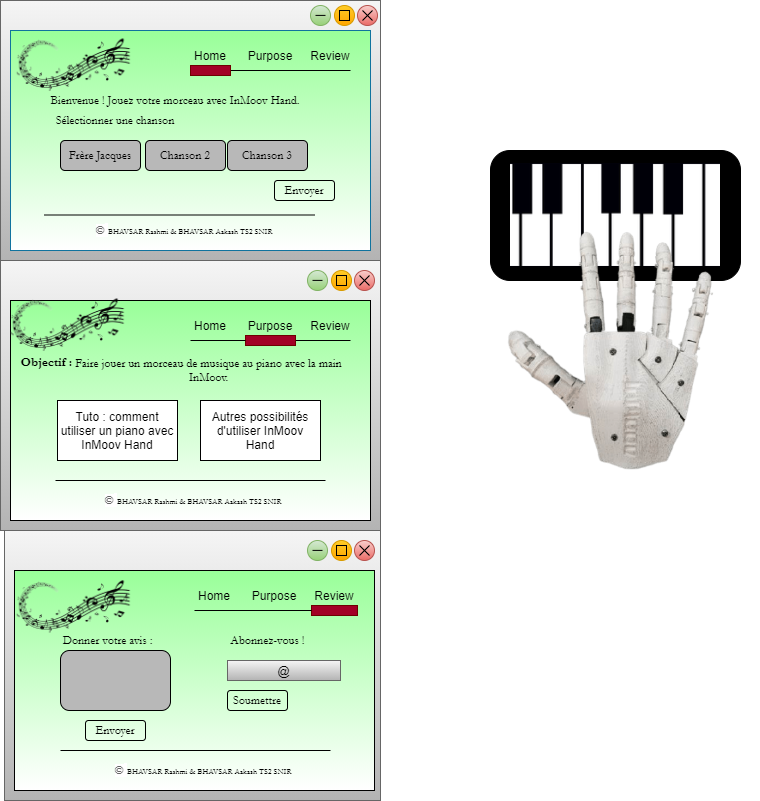 Home Purpose Review
Bienvenue ! Jouez votre morceau avec InMoov Hand.
Sélectionner une chanson
Frère Jacques Chanson 2 Chanson 3
Envoyer
© BHAVSAR Rashmi & BHAVSAR Aakash TS2 SNIR
Home Purpose Review
Objectif : Faire jouer un morceau de musique au piano avec la main
InMoov.
Tuto : comment
utiliser un piano avec
InMoov Hand
Autres possibilités
d'utiliser InMoov
Hand
© BHAVSAR Rashmi & BHAVSAR Aakash TS2 SNIR
Home Purpose Review
Donner votre avis :
Abonnez-vous !
@
Soumettre
Envoyer
© BHAVSAR Rashmi & BHAVSAR Aakash TS2 SNIR
InMoov